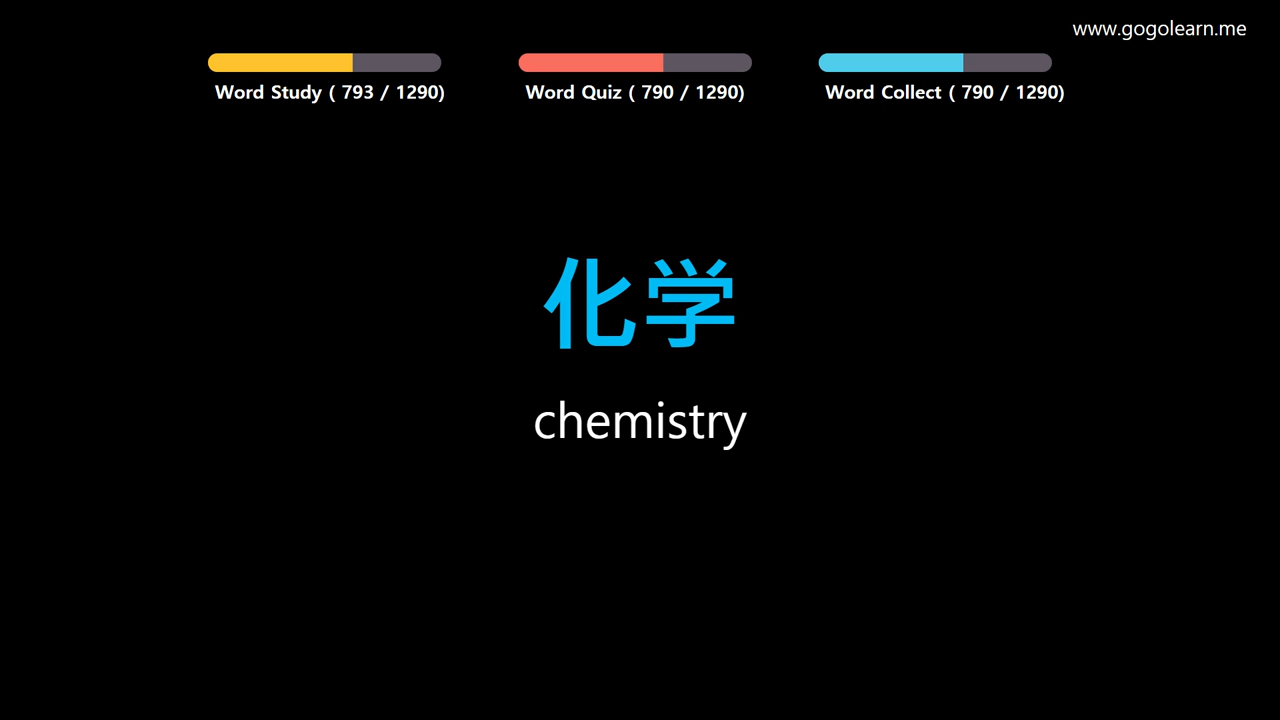 www.gogolearn.me
Word Study ( 793 / 1290)
Word Quiz ( 790 / 1290)
Word Collect ( 790 / 1290)
化学
chemistry